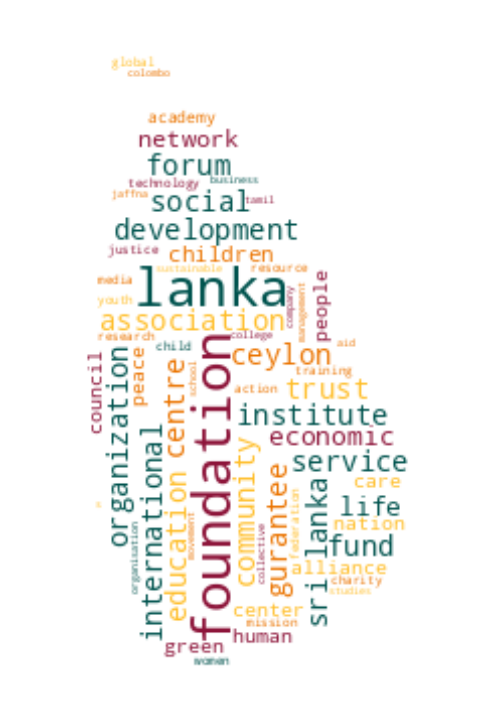 global
colombo
academy
network
forum
technology business
jaffna social tamil
development
justice children
sustainable resource
media lanka company management people
youth
association
research college
child ceylon aid
council organization peace centre school foundation
training
action trust
institute
economic
international education movement community gurantee federation
service
care
sri lanka life
nation
organisation collective fund
alliance
charity
studies
center
mission
human
green
women